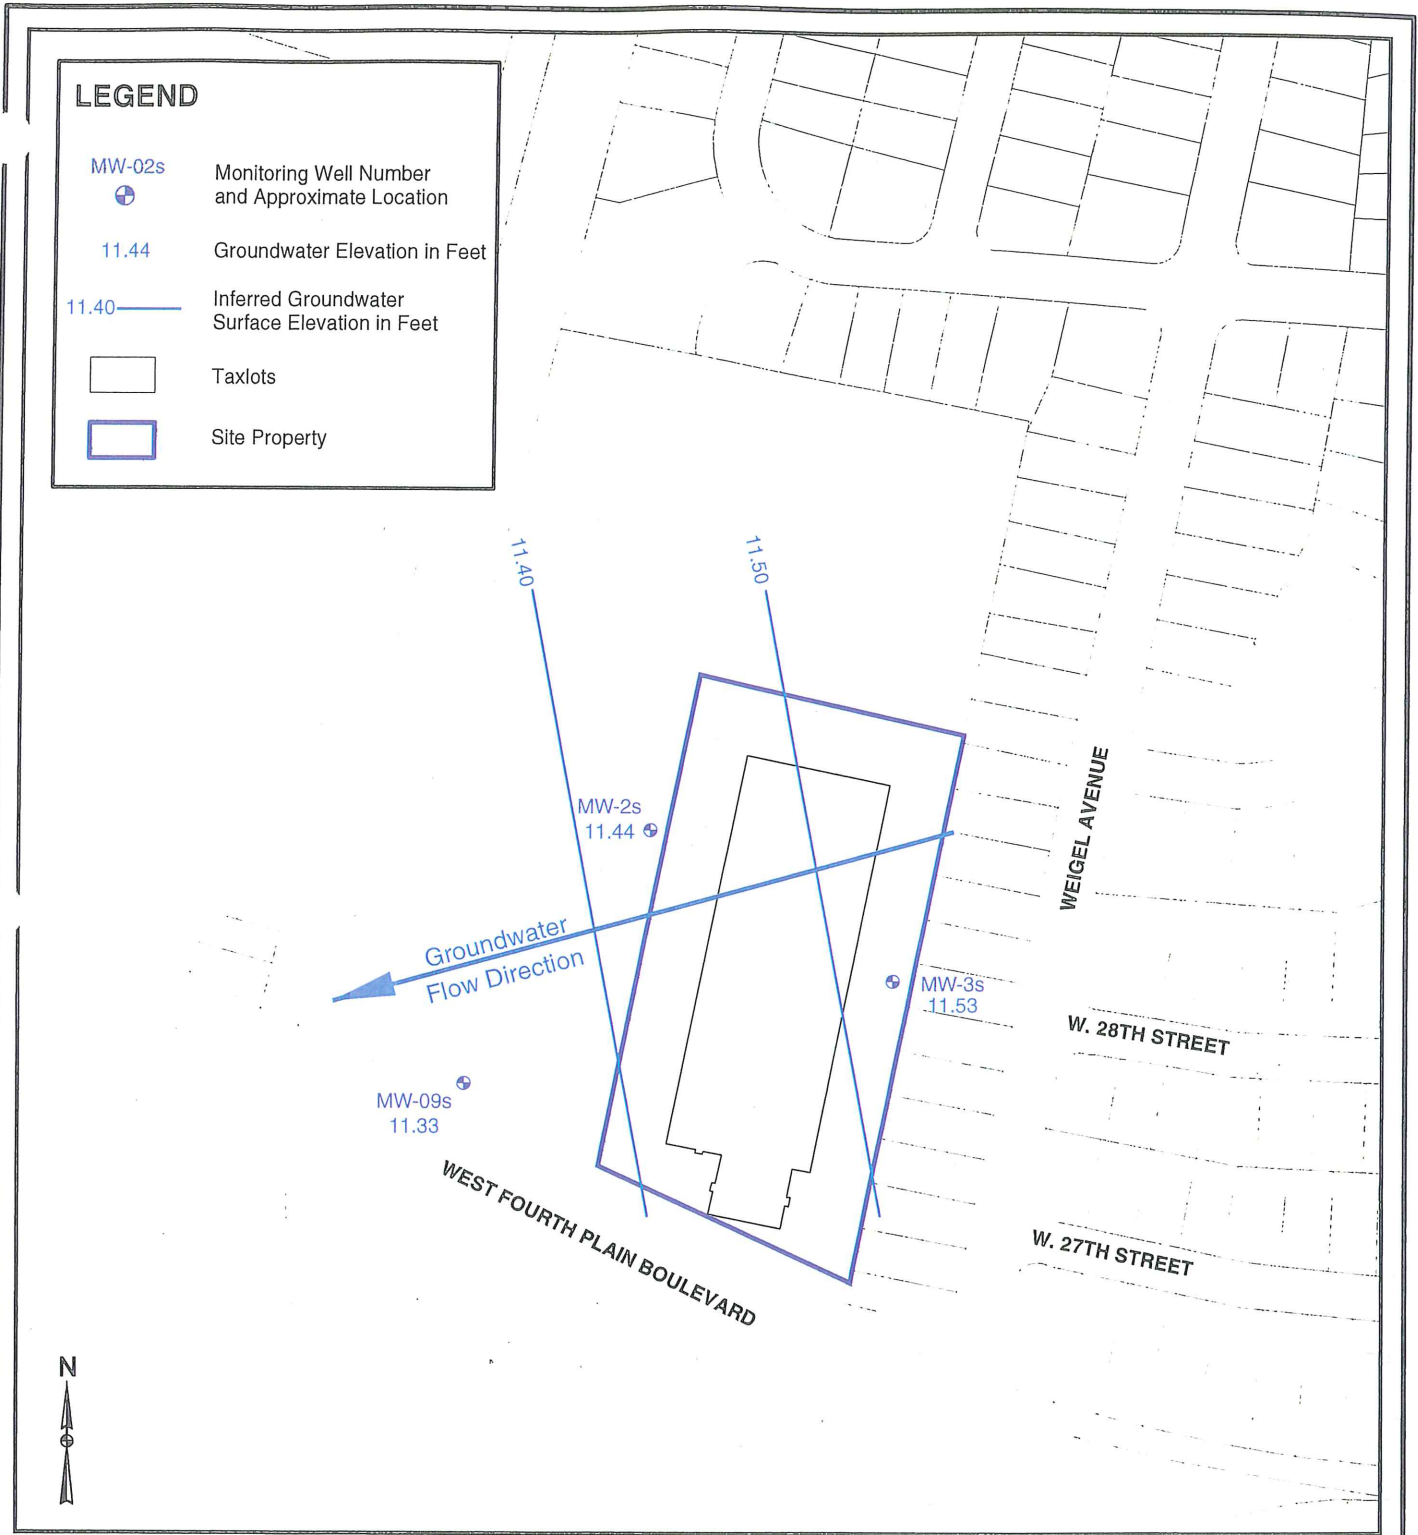 LEGEND
MW-02s
Monitoring Well Number
and Approximate Location
11.44
Groundwater Elevation in Feet
11.40
Inferred Groundwater
Surface Elevation in Feet
Taxlots
Site Property
11.40
11.50
MW-2s
11.44
WEIGEL AVENUE
Groundwater
Flow Direction
MW-3s
11.53
W. 28TH STREET
MW-09s
11.33
WEST FOURTH PLAIN BOULEVARD
W. 27TH STREET
N